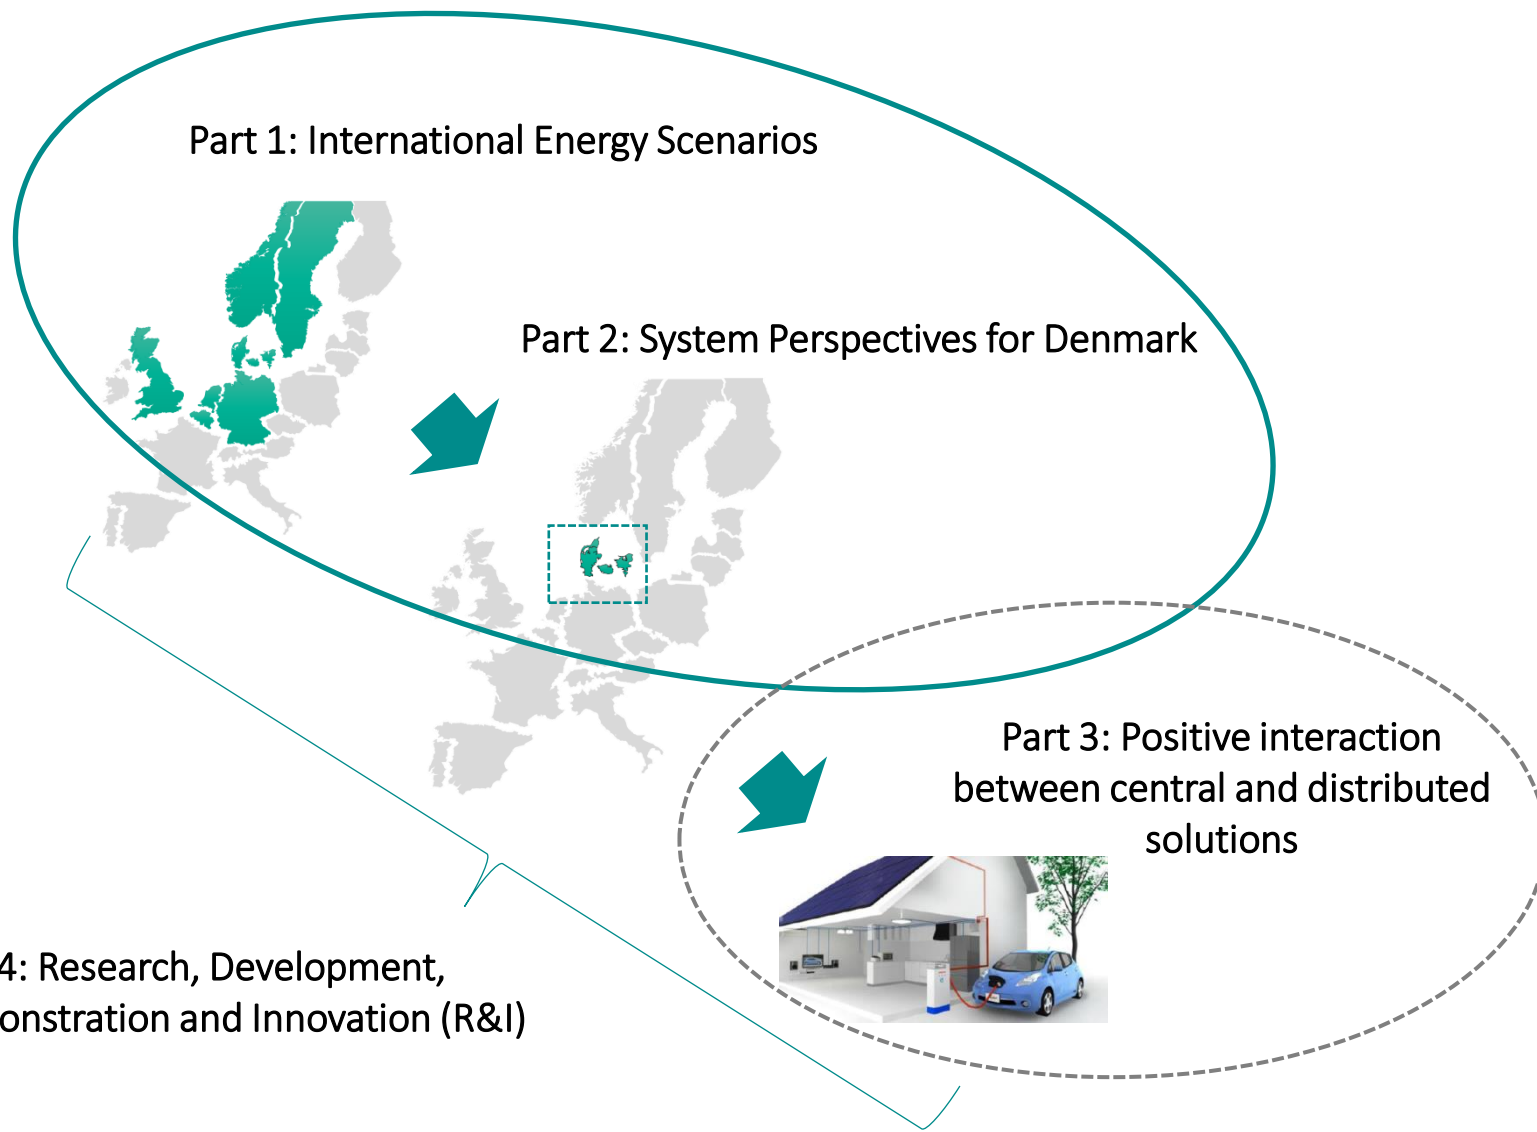 Part 1: International Energy Scenarios
Part 2: System Perspectives for Denmark
Part 3: Positive interaction
between central and distributed
solutions
4: Research, Development,
onstration and Innovation (R&I)